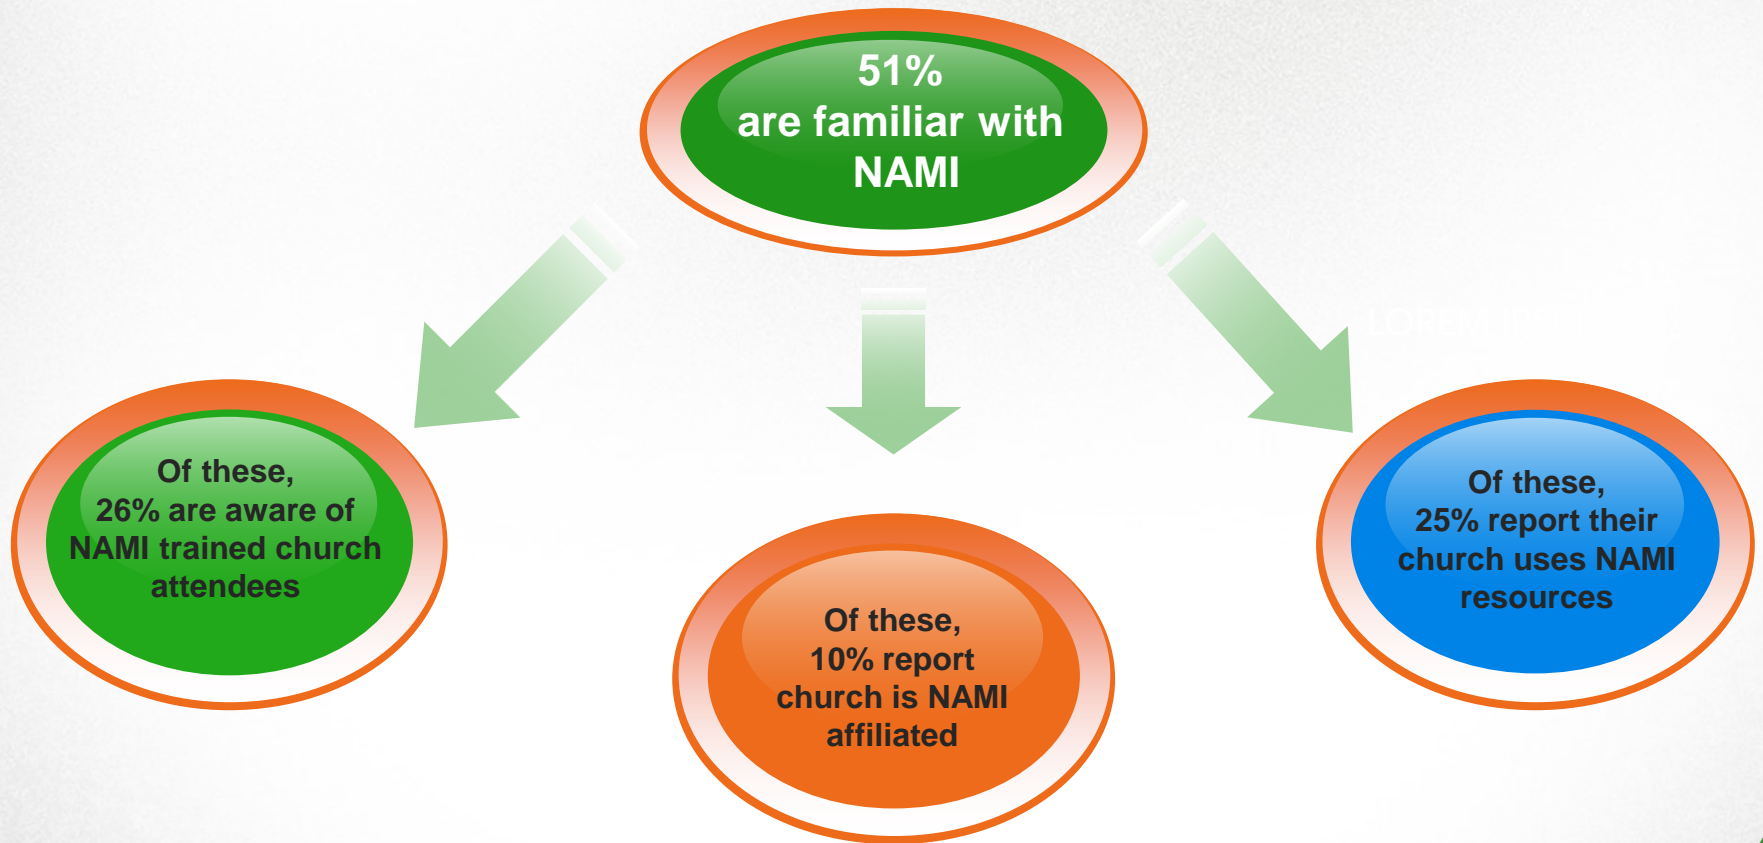 51%
are familiar with
NAMI
Of these,
26% are aware of
NAMI trained church
attendees
Of these,
10% report
church is NAMI
affiliated
Of these,
25% report their
church uses NAMI
resources